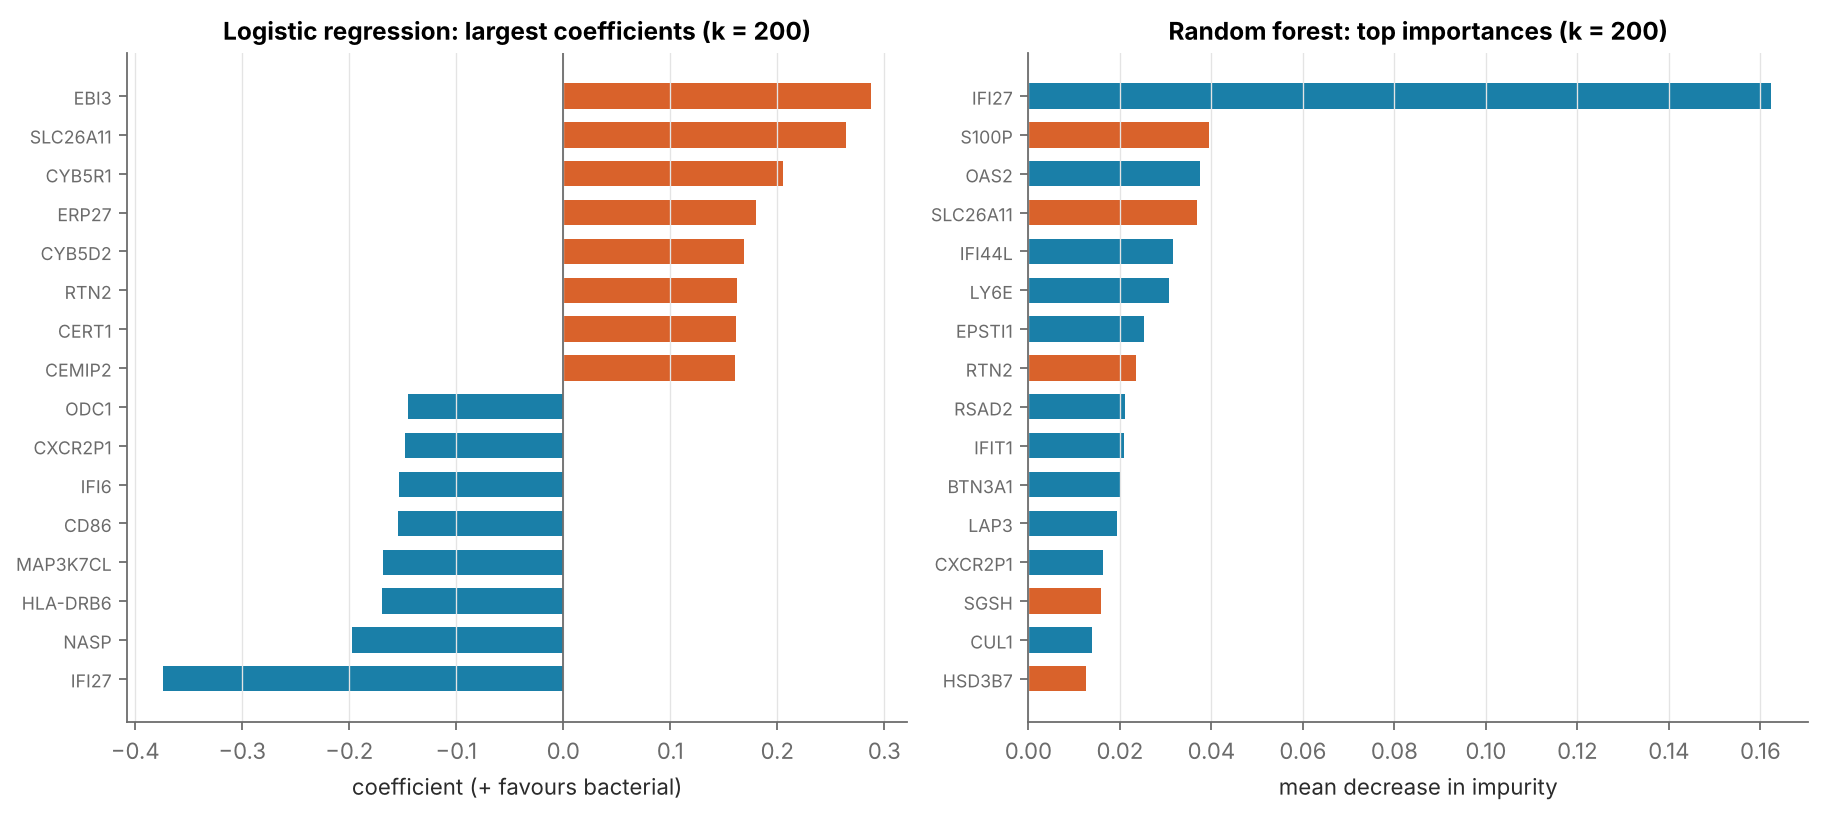 Logistic regression: largest coefficients (k = 200)
EBI3
SLC26A11
CYB5R1
ERP27
CYB5D2
RTN2
CERT1
CEMIP2
ODC1
CXCR2P1
IFI6
CD86
MAP3K7CL
HLA-DRB6
NASP
IFI27
−0.4 −0.3 −0.2 −0.1 0.0 0.1 0.2 0.3
coefficient (+ favours bacterial)
Random forest: top importances (k = 200)
IFI27
S100P
OAS2
SLC26A11
IFI44L
LY6E
EPSTI1
RTN2
RSAD2
IFIT1
BTN3A1
LAP3
CXCR2P1
SGSH
CUL1
HSD3B7
0.00 0.02 0.04 0.06 0.08 0.10 0.12 0.14 0.16
mean decrease in impurity